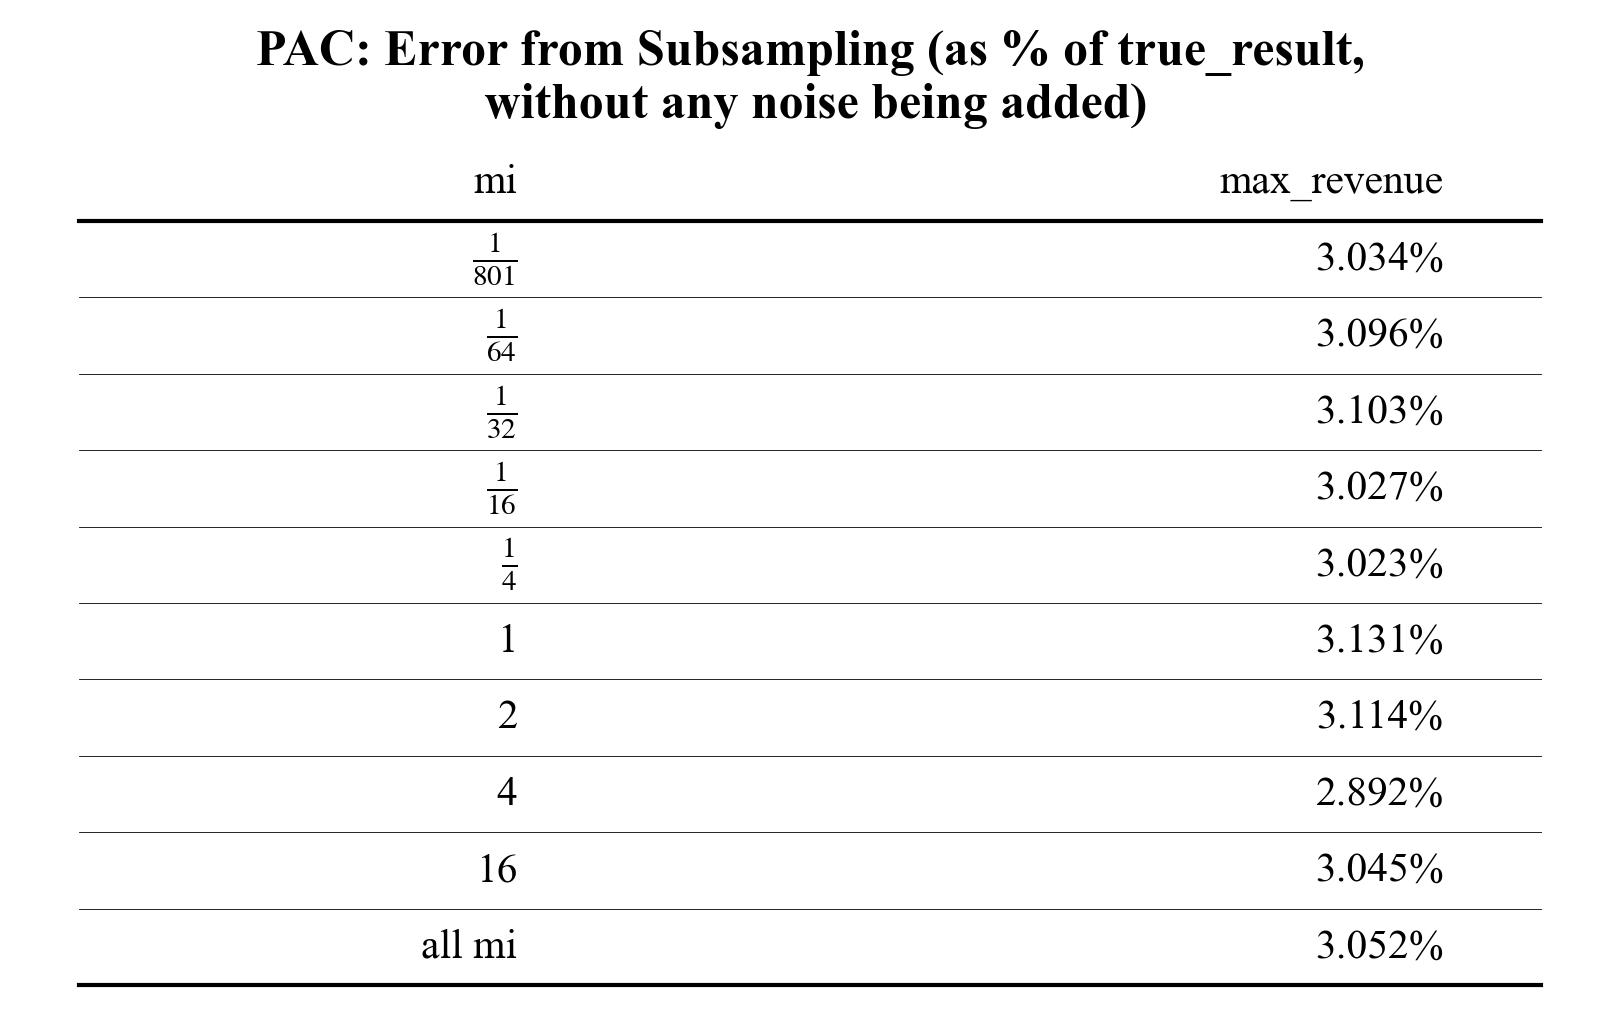 PAC: Error from Subsampling (as % of true_result,
without any noise being added)
mi max_revenue
1/801 3.034%
1/64 3.096%
1/32 3.103%
1/16 3.027%
1/4 3.023%
1 3.131%
2 3.114%
4 2.892%
16 3.045%
all mi 3.052%